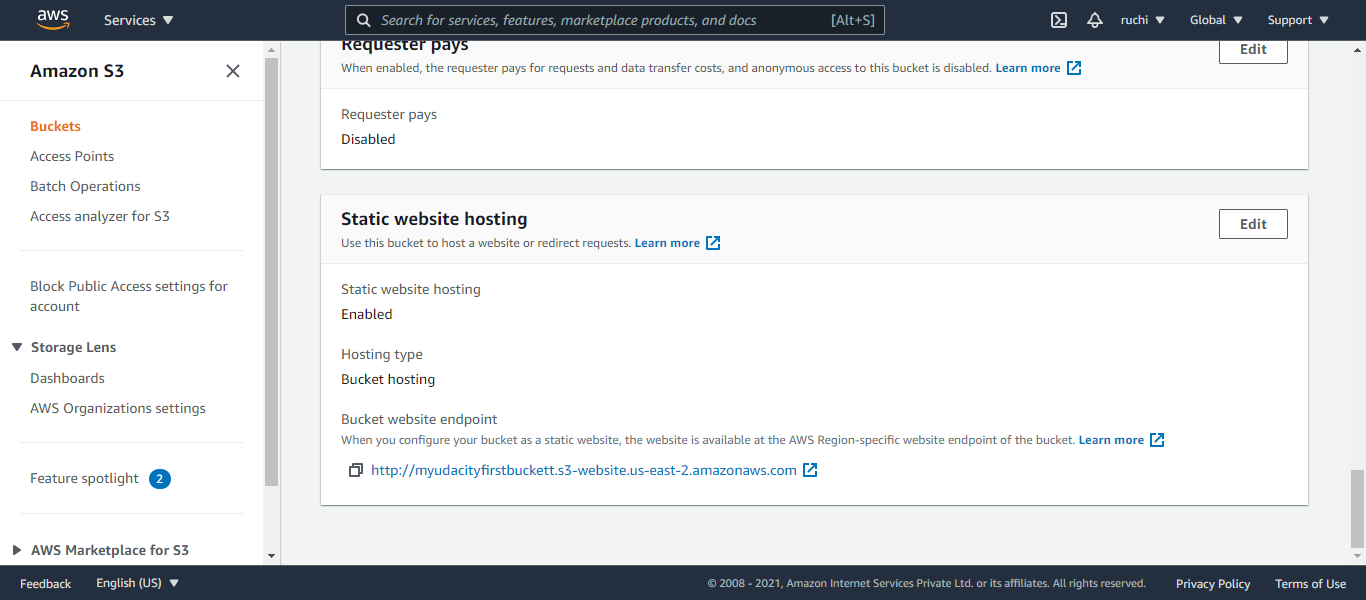 aws
Services
Search for services, features, marketplace products, and docs [Alt+S]
ruchi
Global
Support
Amazon S3
Buckets
Access Points
Batch Operations
Access analyzer for S3
Block Public Access settings for
account
Storage Lens
Dashboards
AWS Organizations settings
Feature spotlight 2
AWS Marketplace for S3
Requester pays
Edit
When enabled, the requester pays for requests and data transfer costs, and anonymous access to this bucket is disabled. Learn more
Requester pays
Disabled
Static website hosting
Edit
Use this bucket to host a website or redirect requests. Learn more
Static website hosting
Enabled
Hosting type
Bucket hosting
Bucket website endpoint
When you configure your bucket as a static website, the website is available at the AWS Region-specific website endpoint of the bucket. Learn more
http://myudacityfirstbuckett.s3-website.us-east-2.amazonaws.com
Feedback
English (US)
© 2008 - 2021, Amazon Internet Services Private Ltd. or its affiliates. All rights reserved.
Privacy Policy
Terms of Use